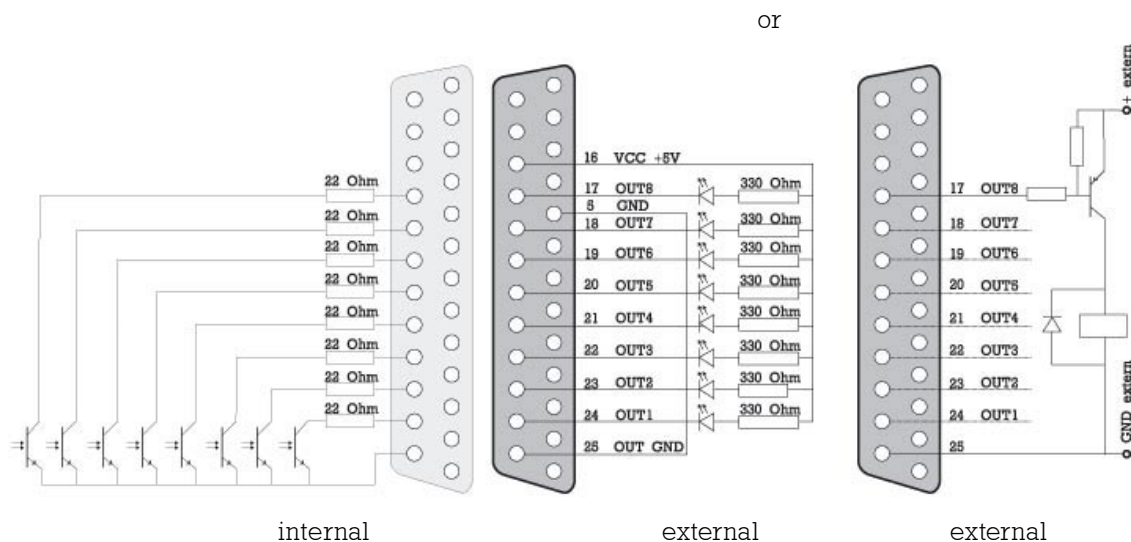 or
22 Ohm
22 Ohm
22 Ohm
22 Ohm
22 Ohm
22 Ohm
22 Ohm
22 Ohm
internal
16 VCC +5V
17 OUT8 330 Ohm
5 GND
18 OUT7 330 Ohm
19 OUT6 330 Ohm
20 OUT5 330 Ohm
21 OUT4 330 Ohm
22 OUT3 330 Ohm
23 OUT2 330 Ohm
24 OUT1 330 Ohm
25 OUT GND
external
+ extern
17 OUT8
18 OUT7
19 OUT6
20 OUT5
21 OUT4
22 OUT3
23 OUT2
24 OUT1
25
GND extern
external